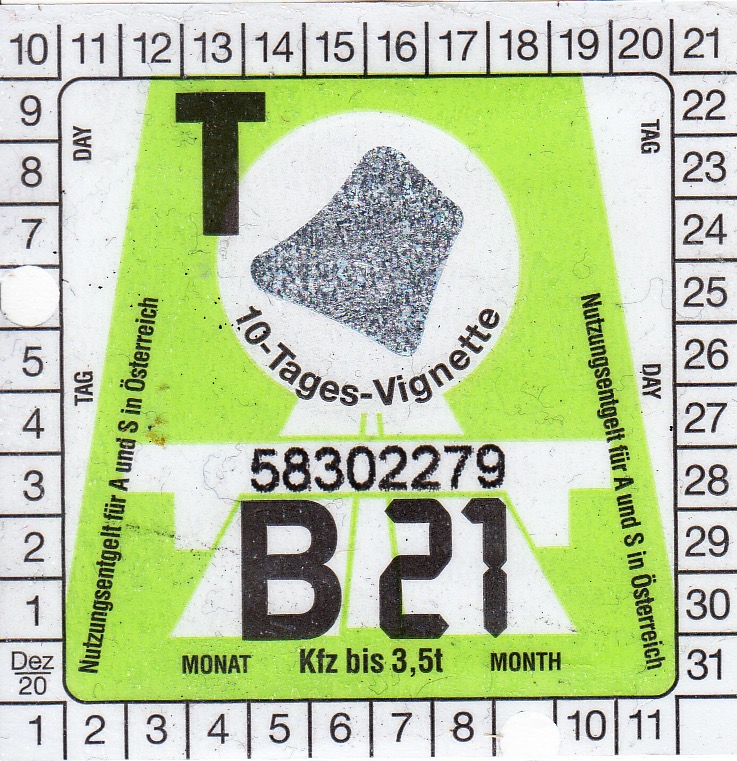 10 11 12 13 14 15 16 17 18 19 20 21
9
8
7
5
4
3
2
1
Dez
20
22
23
24
25
26
27
28
29
30
31
DAY
TAG
TAG
DAY
T
10-Tages-Vignette
Nutzungsentgelt für A und S in Österreich
Nutzungsentgelt für A und S in Österreich
58302279
B 21
MONAT Kfz bis 3,5t MONTH
1 2 3 4 5 6 7 8 10 11